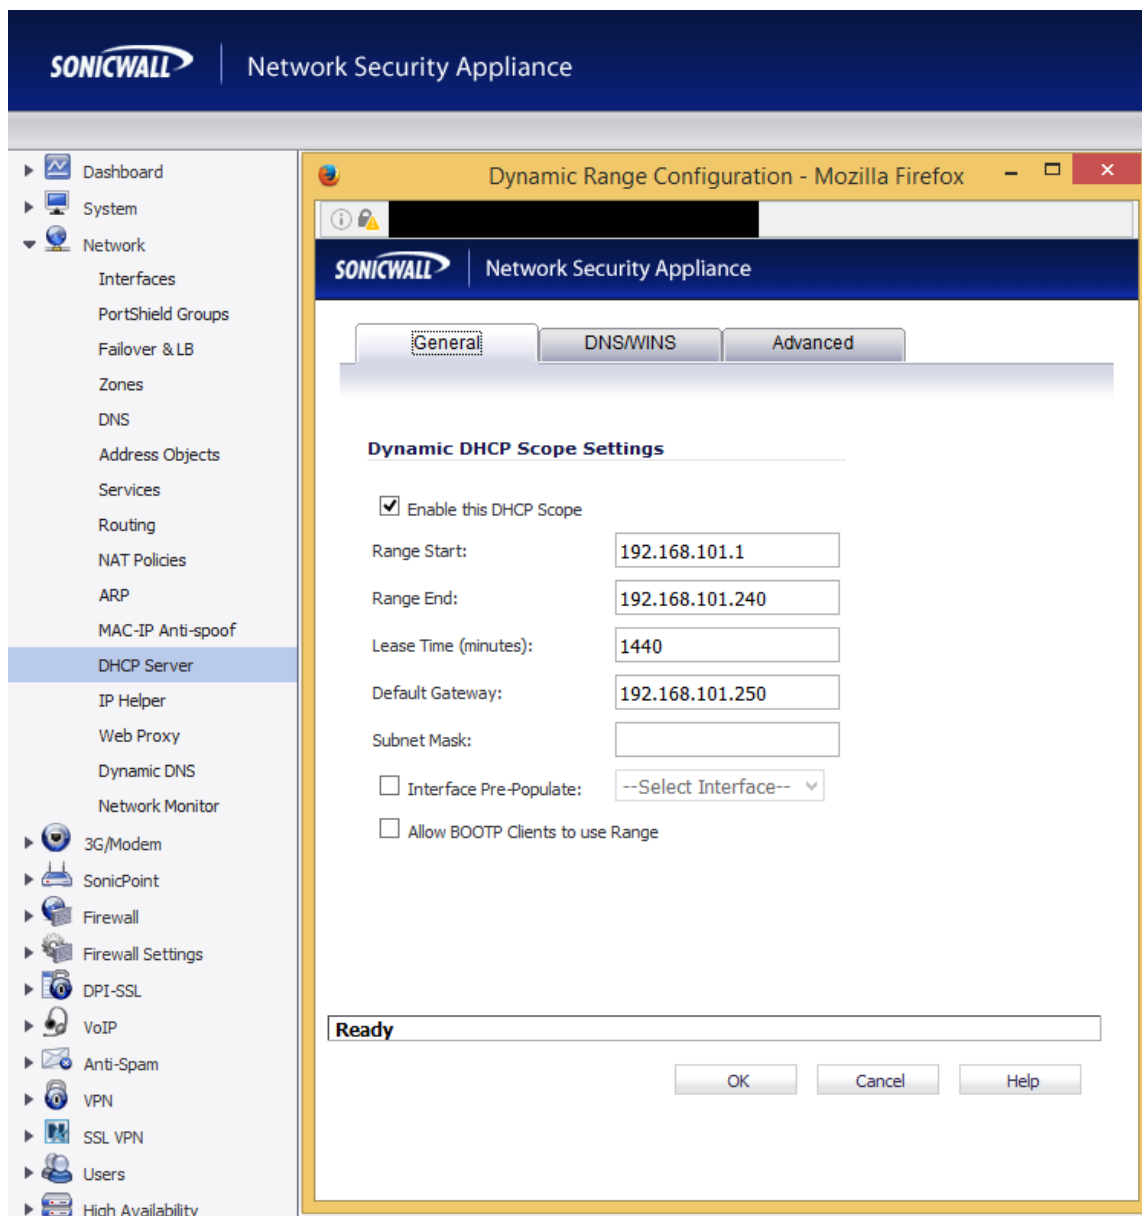 SONICWALL Network Security Appliance
Dashboard
System
Network
Interfaces
PortShield Groups
Failover & LB
Zones
DNS
Address Objects
Services
Routing
NAT Policies
ARP
MAC-IP Anti-spoof
DHCP Server
IP Helper
Web Proxy
Dynamic DNS
Network Monitor
3G/Modem
SonicPoint
Firewall
Firewall Settings
DPI-SSL
VoIP
Anti-Spam
VPN
SSL VPN
Users
High Availability
Dynamic Range Configuration - Mozilla Firefox
SONICWALL Network Security Appliance
General DNS/WINS Advanced
Dynamic DHCP Scope Settings
Enable this DHCP Scope
Range Start: 192.168.101.1
Range End: 192.168.101.240
Lease Time (minutes): 1440
Default Gateway: 192.168.101.250
Subnet Mask:
Interface Pre-Populate: --Select Interface--
Allow BOOTP Clients to use Range
Ready
OK Cancel Help